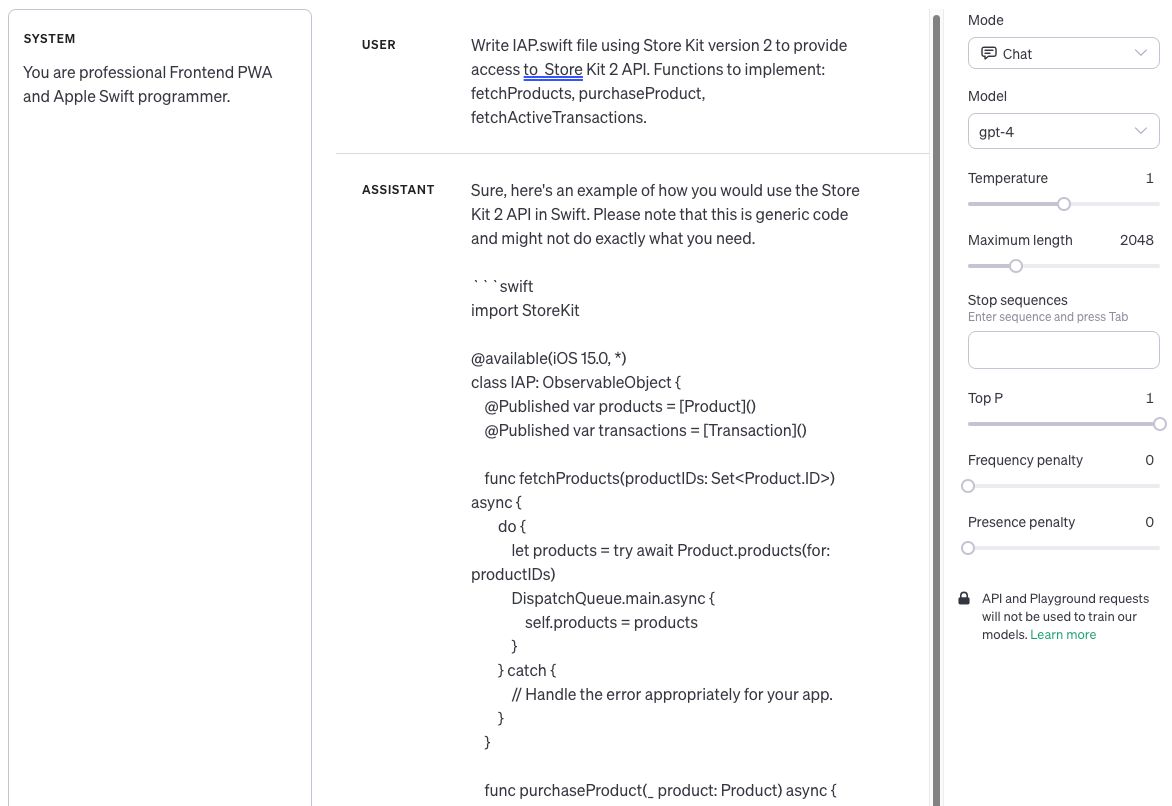 SYSTEM
You are professional Frontend PWA
and Apple Swift programmer.
USER
Write IAP.swift file using Store Kit version 2 to provide
access to  Store Kit 2 API. Functions to implement:
fetchProducts, purchaseProduct,
fetchActiveTransactions.
ASSISTANT
Sure, here's an example of how you would use the Store
Kit 2 API in Swift. Please note that this is generic code
and might not do exactly what you need.
```swift
import StoreKit
@available(iOS 15.0, *)
class IAP: ObservableObject {
@Published var products = [Product]()
@Published var transactions = [Transaction]()
func fetchProducts(productIDs: Set<Product.ID>)
async {
do {
let products = try await Product.products(for:
productIDs)
DispatchQueue.main.async {
self.products = products
}
} catch {
// Handle the error appropriately for your app.
}
}
func purchaseProduct(_ product: Product) async {
Mode
Chat
Model
gpt-4
Temperature 1
Maximum length 2048
Stop sequences
Enter sequence and press Tab
Top P 1
Frequency penalty 0
Presence penalty 0
API and Playground requests
will not be used to train our
models. Learn more